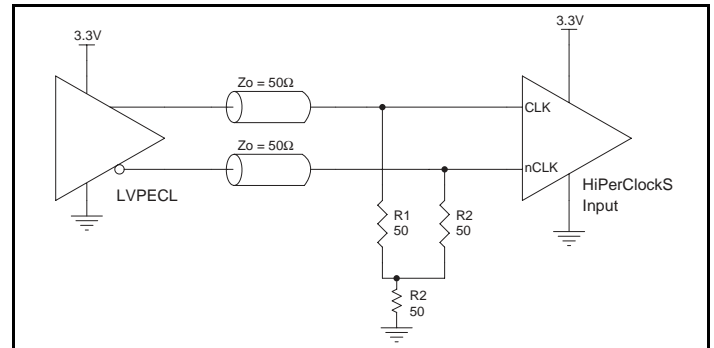 3.3V
3.3V
Zo = 50Ω
CLK
Zo = 50Ω
nCLK
LVPECL
HiPerClockS
Input
R1
50
R2
50
R2
50